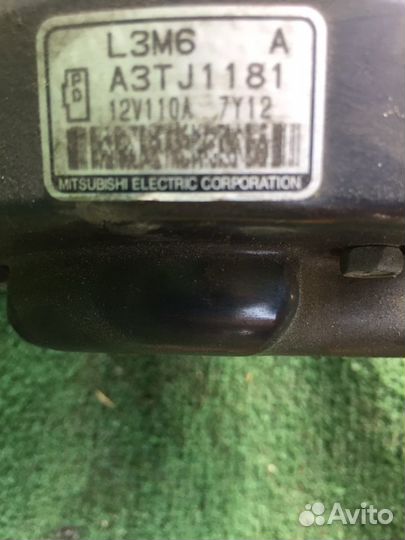 L3M6 A
P
D
A3TJ1181
12V110A 7Y12
MITSUBISHI ELECTRIC CORPORATION
Avito